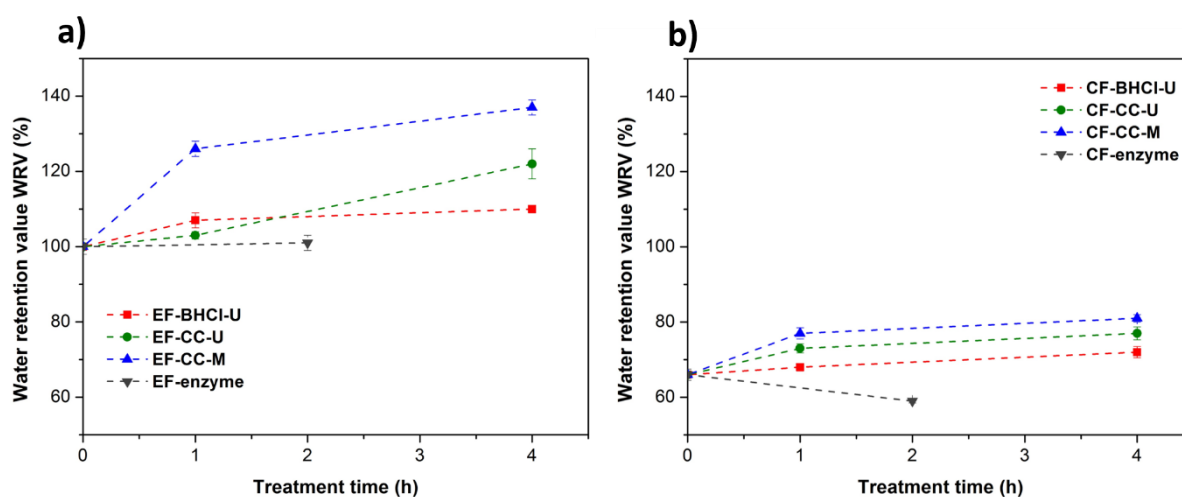 a)
Water retention value WRV (%)
140
120
100
80
60
EF-BHCl-U
EF-CC-U
EF-CC-M
EF-enzyme
0 1 2 3 4
Treatment time (h)
b)
Water retention value WRV (%)
140
120
100
80
60
CF-BHCl-U
CF-CC-U
CF-CC-M
CF-enzyme
0 1 2 3 4
Treatment time (h)